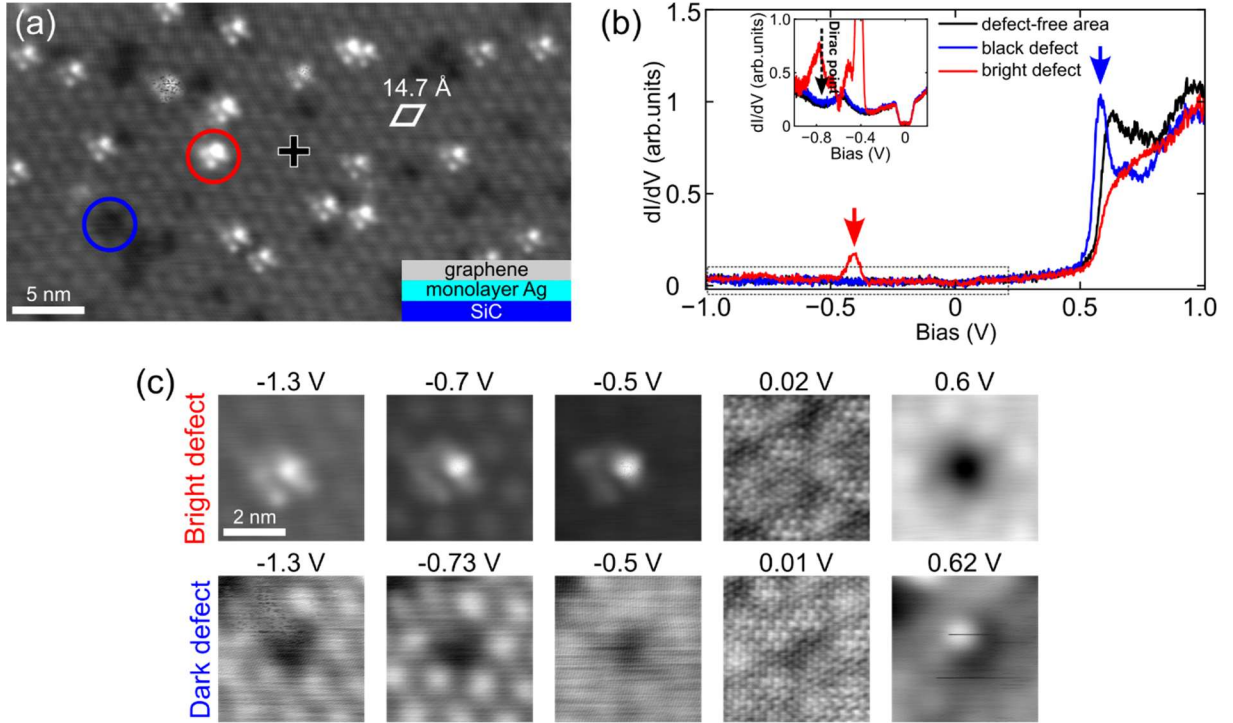 (a)
14.7 Å
5 nm
graphene
monolayer Ag
SiC
(b)
1.5
1.0
0.5
0
dI/dV (arb.units)
−1.0
−0.5
0
0.5
1.0
Bias (V)
defect-free area
black defect
bright defect
1.0
0.5
0
dI/dV (arb.units)
Dirac point
−0.8
−0.4
0
Bias (V)
(c)
-1.3 V
-0.7 V
-0.5 V
0.02 V
0.6 V
Bright defect
2 nm
-1.3 V
-0.73 V
-0.5 V
0.01 V
0.62 V
Dark defect